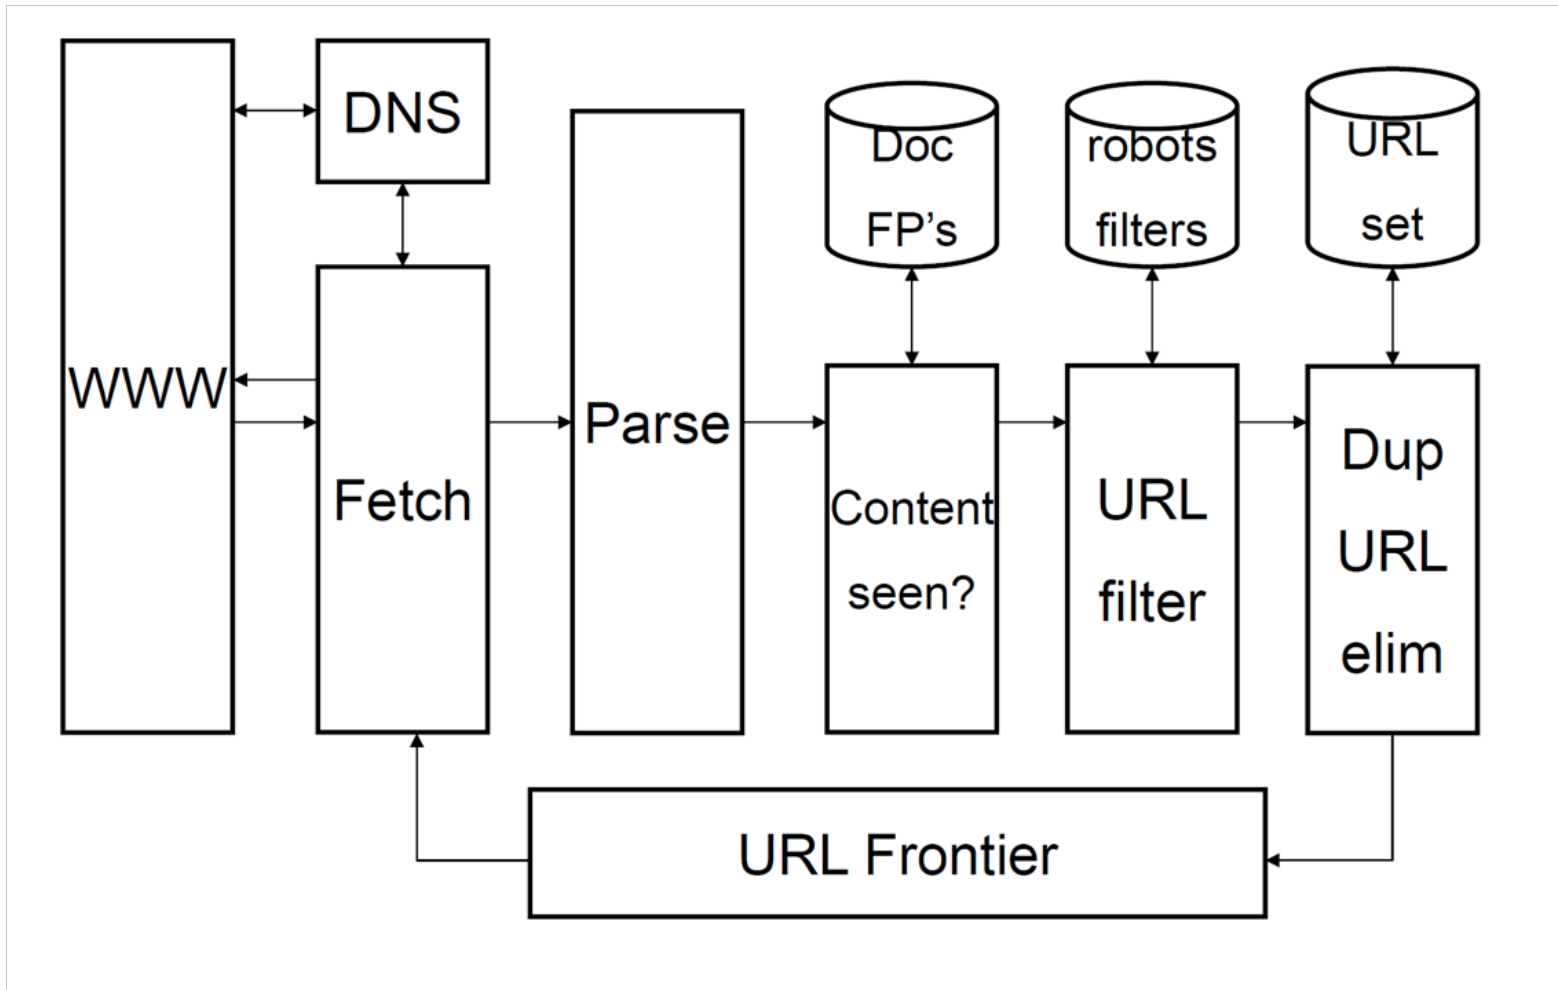 WWW
DNS
Fetch
Parse
Doc
FP’s
Content
seen?
robots
filters
URL
filter
URL
set
Dup
URL
elim
URL Frontier